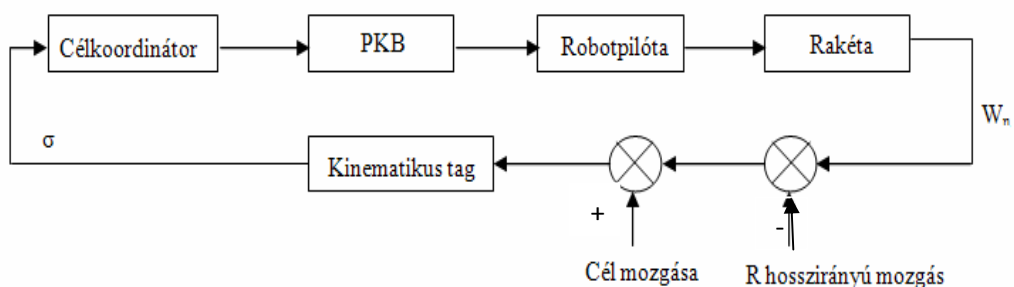 Célkoordinátor
PKB
Robotpilóta
Rakéta
Wn
σ
Kinematikus tag
+
-
Cél mozgása
R hosszirányú mozgás